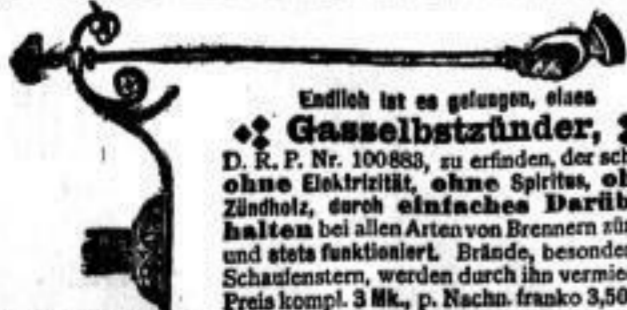 Endlich ist es gelungen, einen
Gasselbstzünder,
D. R. P. Nr. 100883, zu erfinden, der sch
ohne Elektrizität, ohne Spiritus, oh
Zündholz, durch einfaches Darüb
halten bei allen Arten von Brennern zün
und stets funktioniert. Brände, besonder
Schaufenstern, werden durch ihn vermied
Preis kompl. 3 Mk., p. Nachn. franko 3,50